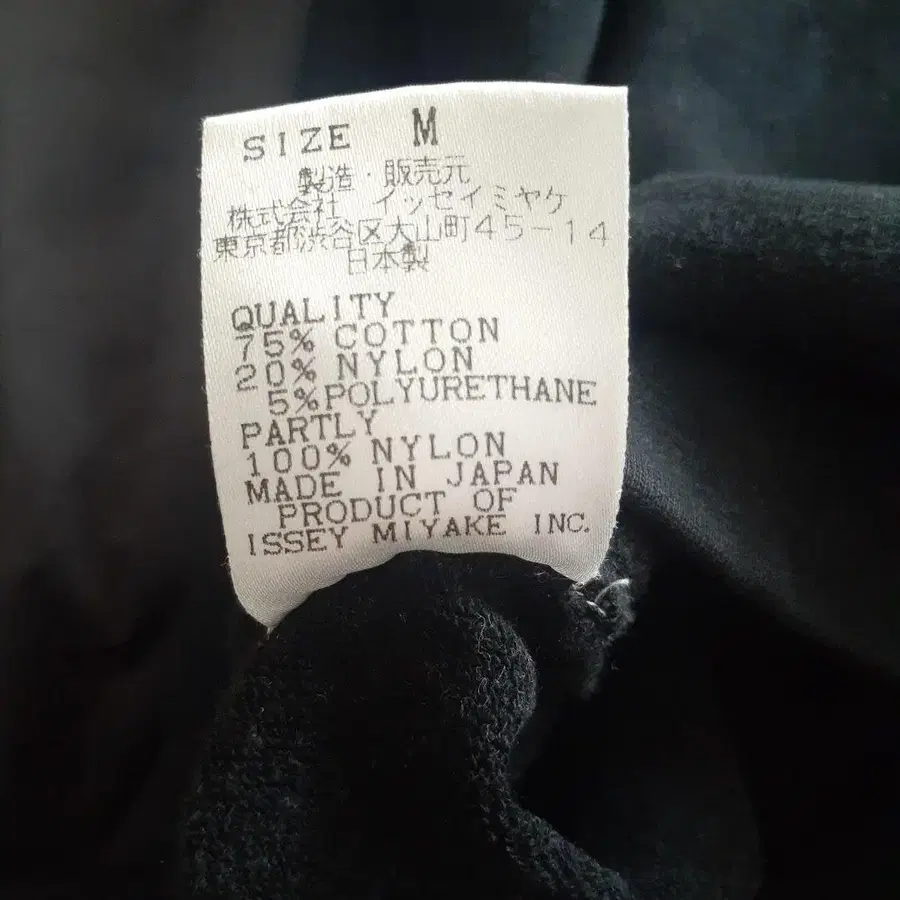 SIZE M
製造・販売元
株式会社 イッセイミヤケ
東京都渋谷区大山町45-14
日本製
QUALITY
75% COTTON
20% NYLON
5% POLYURETHANE
PARTLY
100% NYLON
MADE IN JAPAN
PRODUCT OF
ISSEY MIYAKE INC.